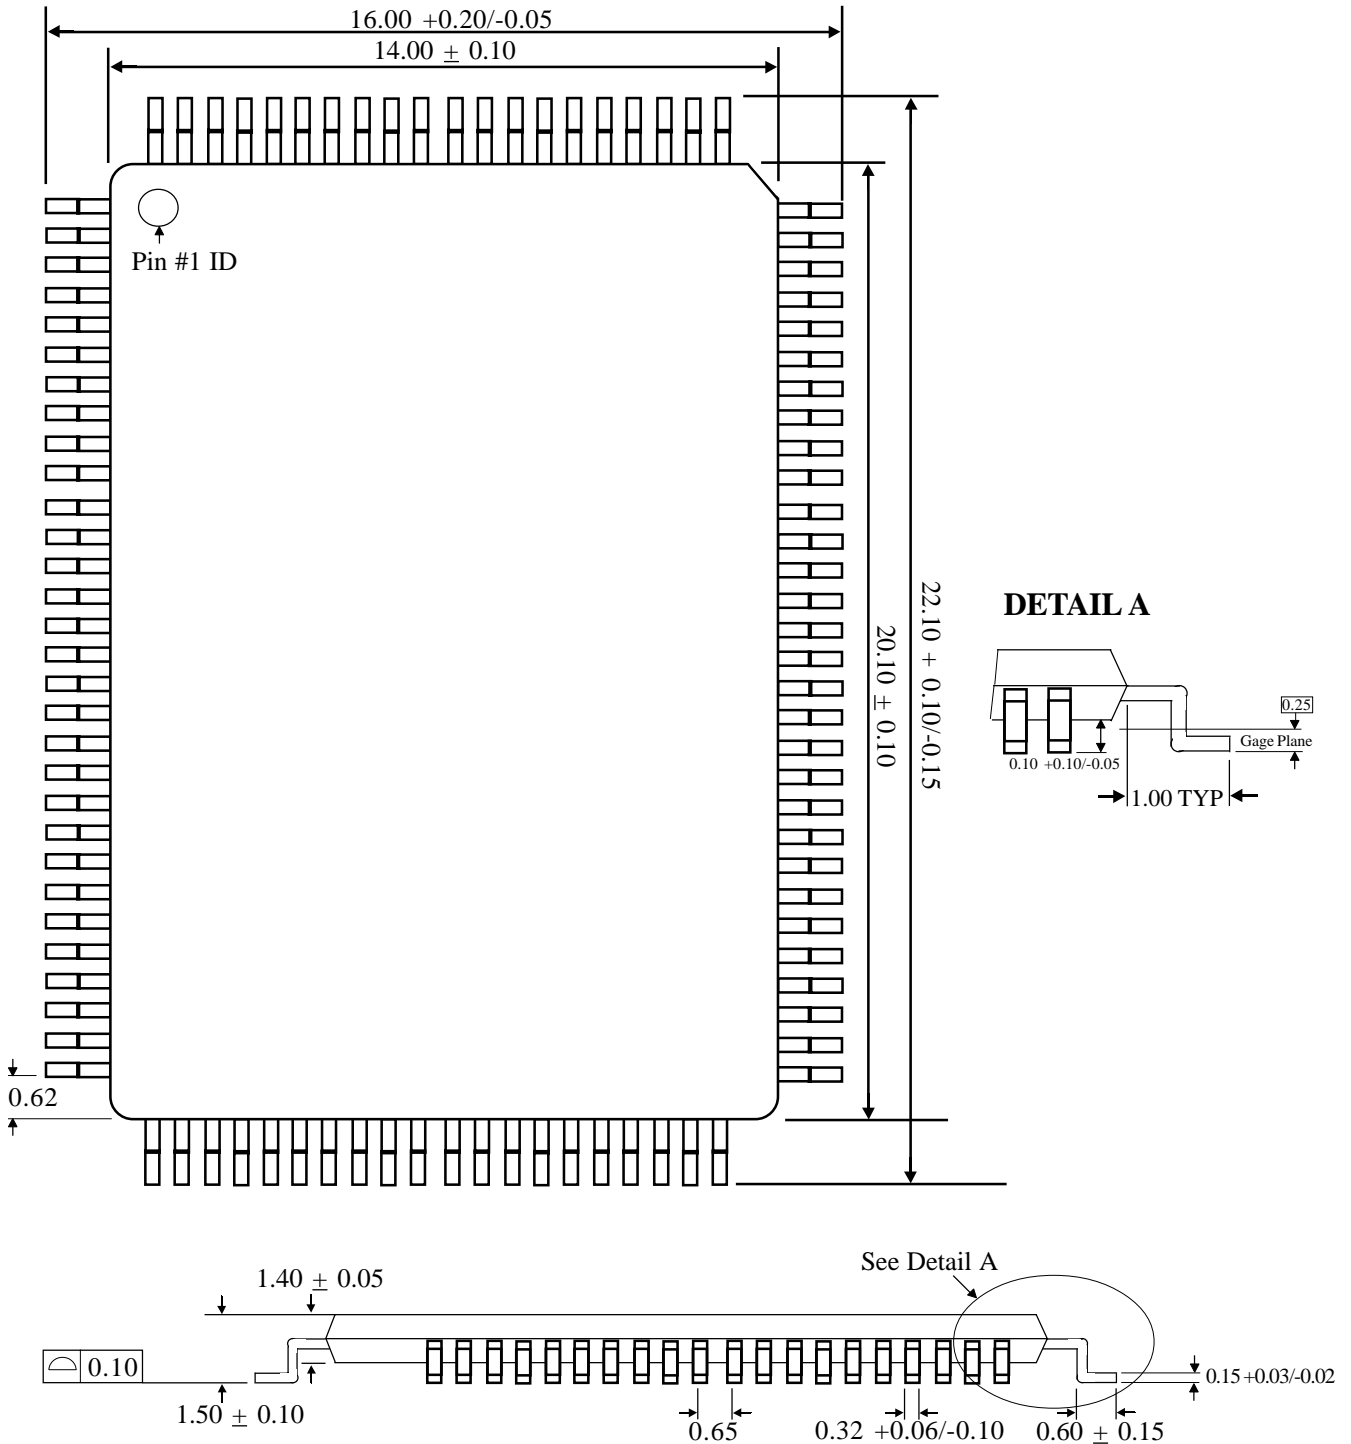 16.00 +0.20/-0.05
14.00 ± 0.10
Pin #1 ID
22.10 + 0.10/-0.15
20.10 ± 0.10
DETAIL A
0.25
Gage Plane
0.10 +0.10/-0.05
1.00 TYP
0.62
See Detail A
1.40 ± 0.05
0.10
0.15 +0.03/-0.02
1.50 ± 0.10
0.65
0.32 +0.06/-0.10
0.60 ± 0.15